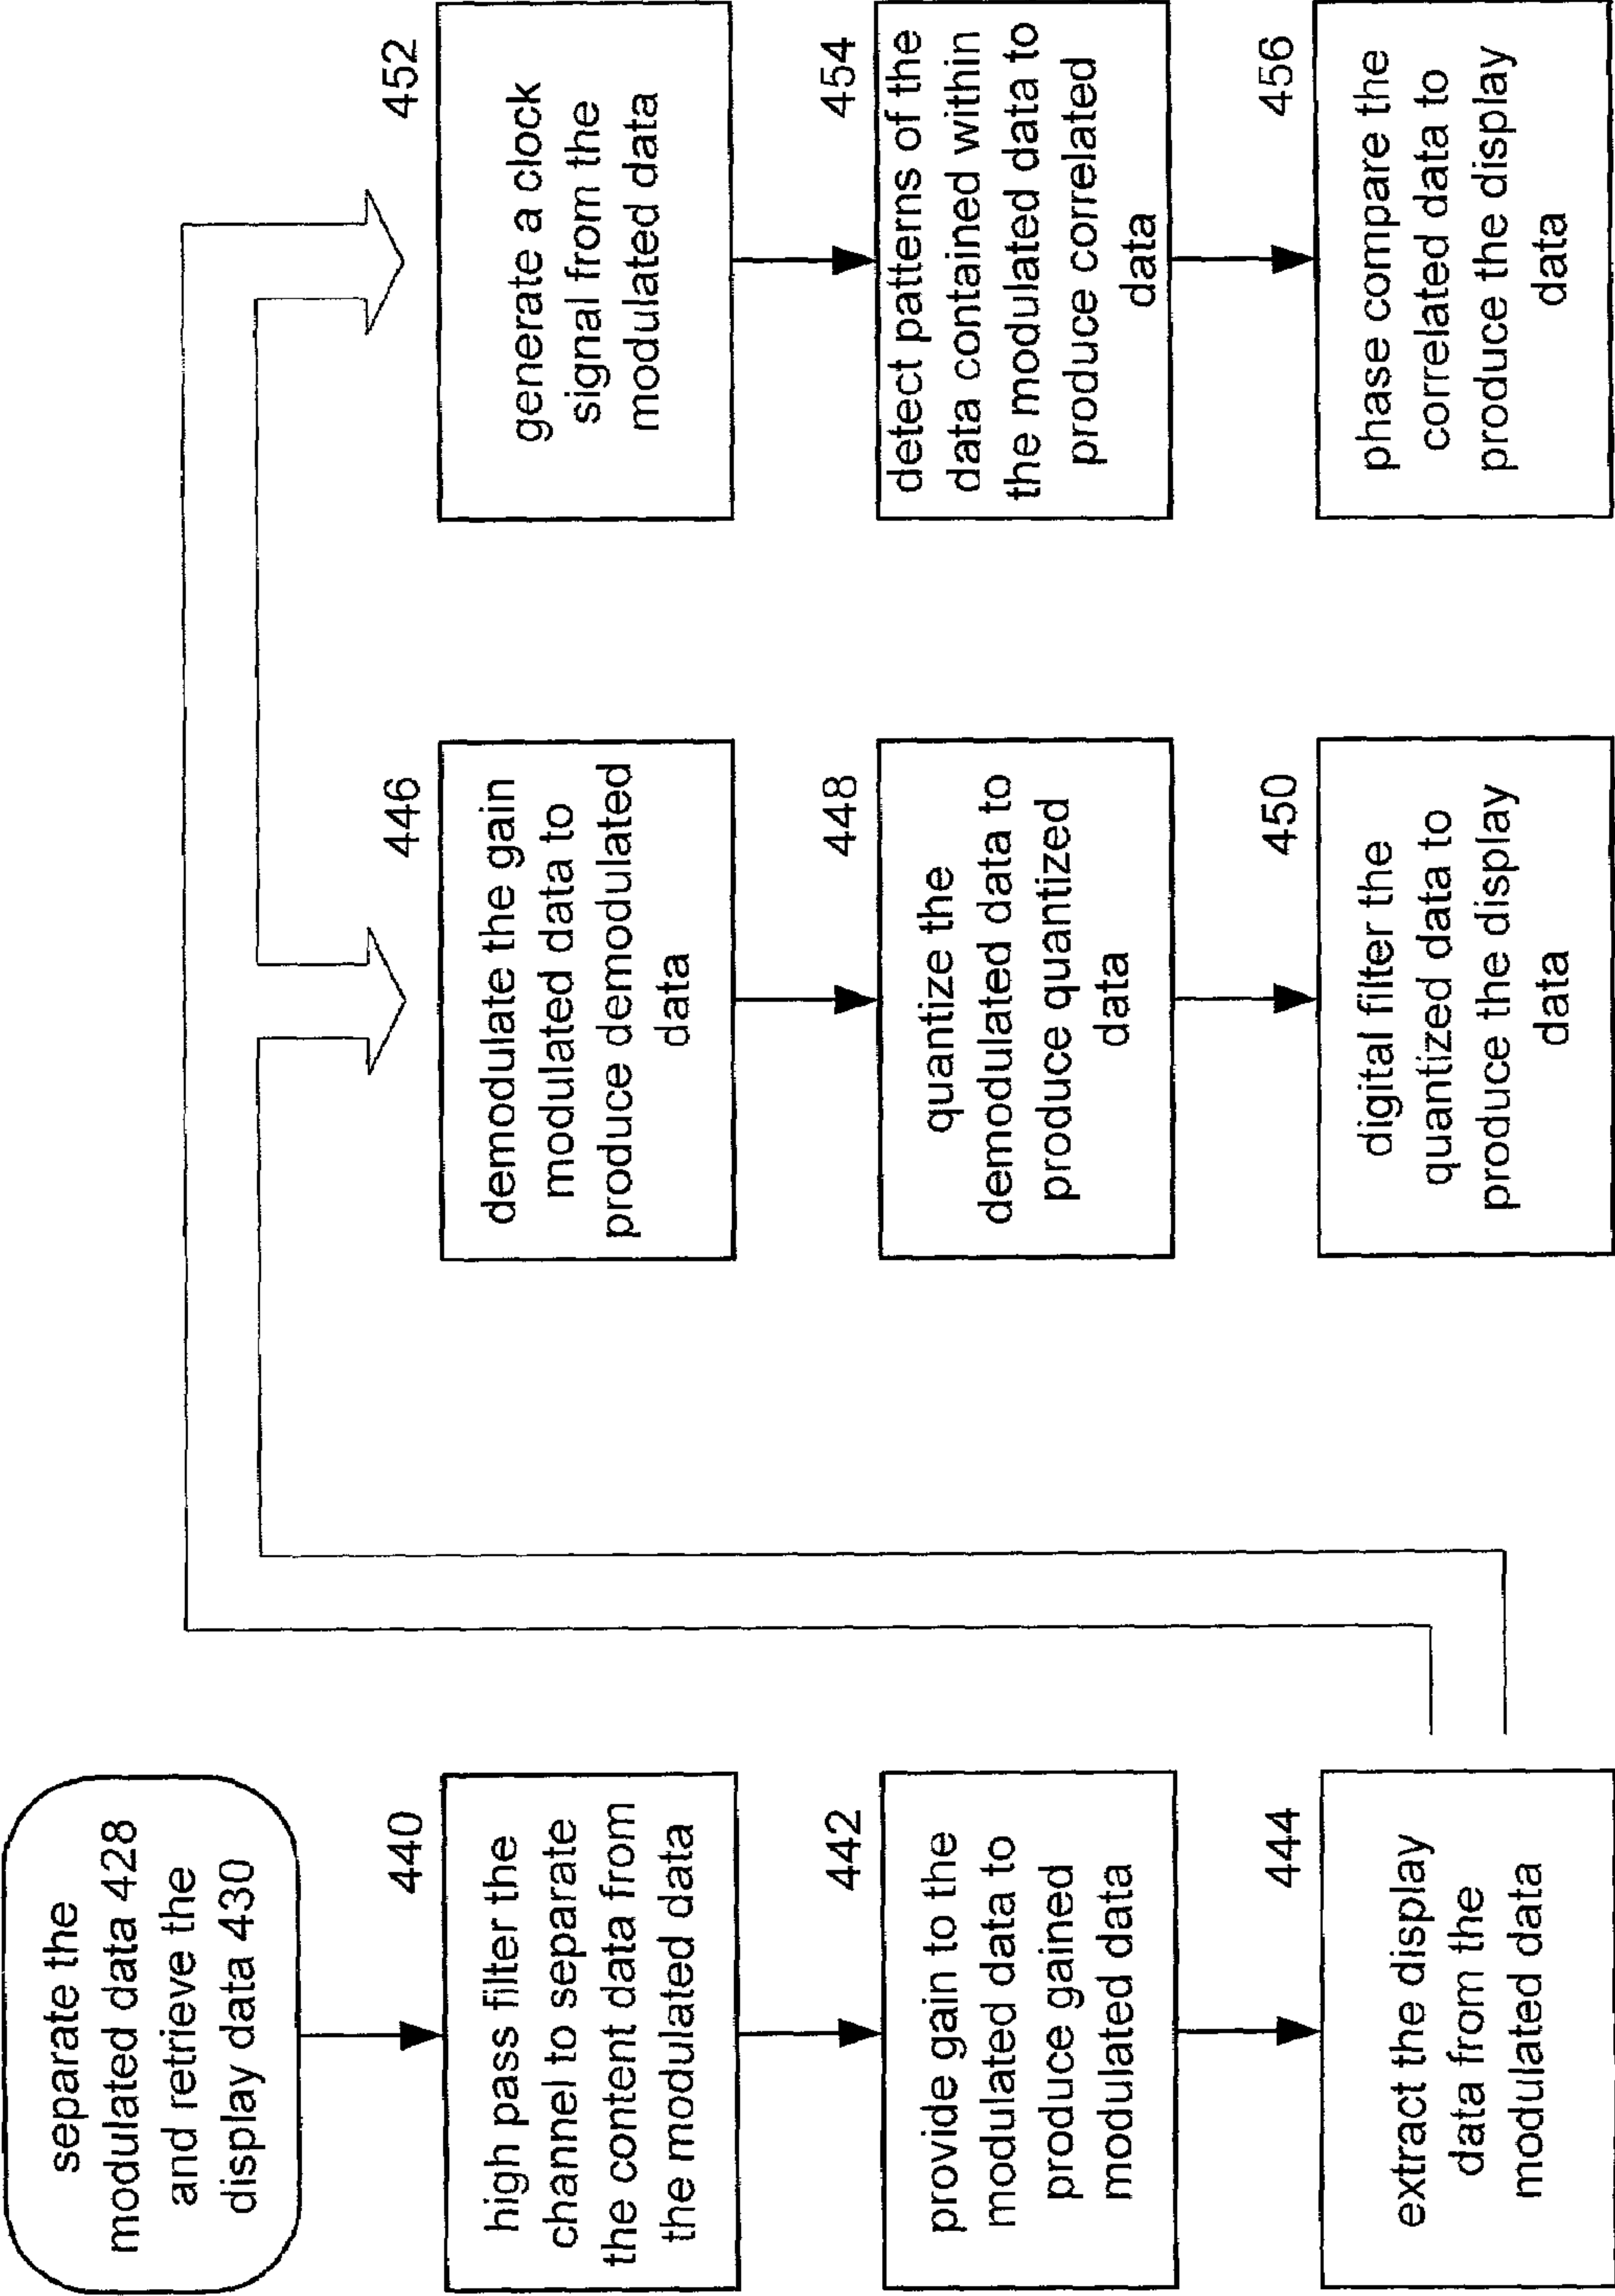 separate the
modulated data 428
and retrieve the
display data 430
440
high pass filter the
channel to separate
the content data from
the modulated data
442
provide gain to the
modulated data to
produce gained
modulated data
444
extract the display
data from the
modulated data
446
demodulate the gain
modulated data to
produce demodulated
data
448
quantize the
demodulated data to
produce quantized
data
450
digital filter the
quantized data to
produce the display
data
452
generate a clock
signal from the
modulated data
454
detect patterns of the
data contained within
the modulated data to
produce correlated
data
456
phase compare the
correlated data to
produce the display
data